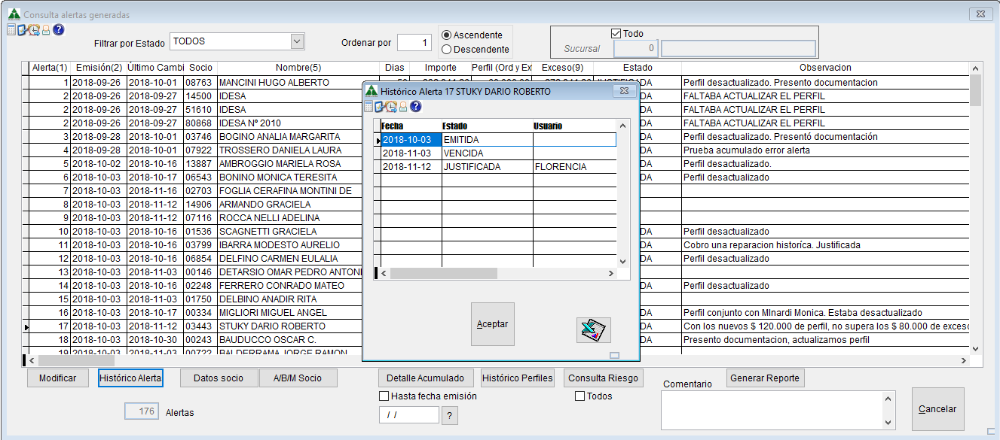 Consulta alertas generadas
Filtrar por Estado TODOS Ordenar por 1 Ascendente Descendente Todo Sucursal 0
Alerta(1) Emisión(2) Último Cambi Socio Nombre(5) Dias Importe Perfil (Ord y Ex Exceso(9) Estado Observacion
1 2018-09-26 2018-10-01 08763 MANCINI HUGO ALBERTO Perfil desactualizado. Presento documentacion
2 2018-09-26 2018-09-27 14500 IDESA DA FALTABA ACTUALIZAR EL PERFIL
2 2018-09-26 2018-09-27 51610 IDESA DA FALTABA ACTUALIZAR EL PERFIL
2 2018-09-26 2018-09-27 80868 IDESA Nº 2010 DA FALTABA ACTUALIZAR EL PERFIL
3 2018-09-28 2018-10-01 03746 BOGINO ANALIA MARGARITA DA Perfil desactualizado. Presentó documentación
4 2018-09-28 2018-10-01 07922 TROSSERO DANIELA LAURA DA Prueba acumulado error alerta
5 2018-10-02 2018-10-16 13887 AMBROGGIO MARIELA ROSA DA Perfil desactualizado.
6 2018-10-03 2018-10-17 06543 BONINO MONICA TERESITA DA Perfil desactualizado
7 2018-10-03 2018-11-16 02703 FOGLIA CERAFINA MONTINI DE
8 2018-10-03 2018-11-12 14906 ARMANDO GRACIELA
9 2018-10-03 2018-11-12 07116 ROCCA NELLI ADELINA
10 2018-10-03 2018-10-16 01536 SCAGNETTI GRACIELA DA Perfil desactualizado
11 2018-10-03 2018-10-16 03799 IBARRA MODESTO AURELIO DA Cobro una reparacion historíca. Justificada
12 2018-10-03 2018-10-16 06854 DELFINO CARMEN EULALIA DA Perfil desactualizado
13 2018-10-03 2018-11-03 00146 DETARSIO OMAR PEDRO ANTONI
14 2018-10-03 2018-10-16 02248 FERRERO CONRADO MATEO DA Perfil desactualizado
15 2018-10-03 2018-11-03 01750 DELBINO ANADIR RITA
16 2018-10-03 2018-10-17 00334 MIGLIORI MIGUEL ANGEL DA Perfil conjunto con MInardi Monica. Estaba desactualizado
17 2018-10-03 2018-11-12 03443 STUKY DARIO ROBERTO DA Con los nuevos $ 120.000 de perfil, no supera los $ 80.000 de exceso
18 2018-10-03 2018-10-30 00243 BAUDUCCO OSCAR C. DA Presento documentacion, actualizamos perfil
19 2018-10-03 2018-11-03 00722 BALDERRAMA JORGE RAMON
Histórico Alerta 17 STUKY DARIO ROBERTO
Fecha Estado Usuario
2018-10-03 EMITIDA
2018-11-03 VENCIDA
2018-11-12 JUSTIFICADA FLORENCIA
Aceptar
Modificar Histórico Alerta Datos socio A/B/M Socio Detalle Acumulado Histórico Perfiles Consulta Riesgo Generar Reporte
Comentario
Hasta fecha emisión Todos
176 Alertas / / ? Cancelar